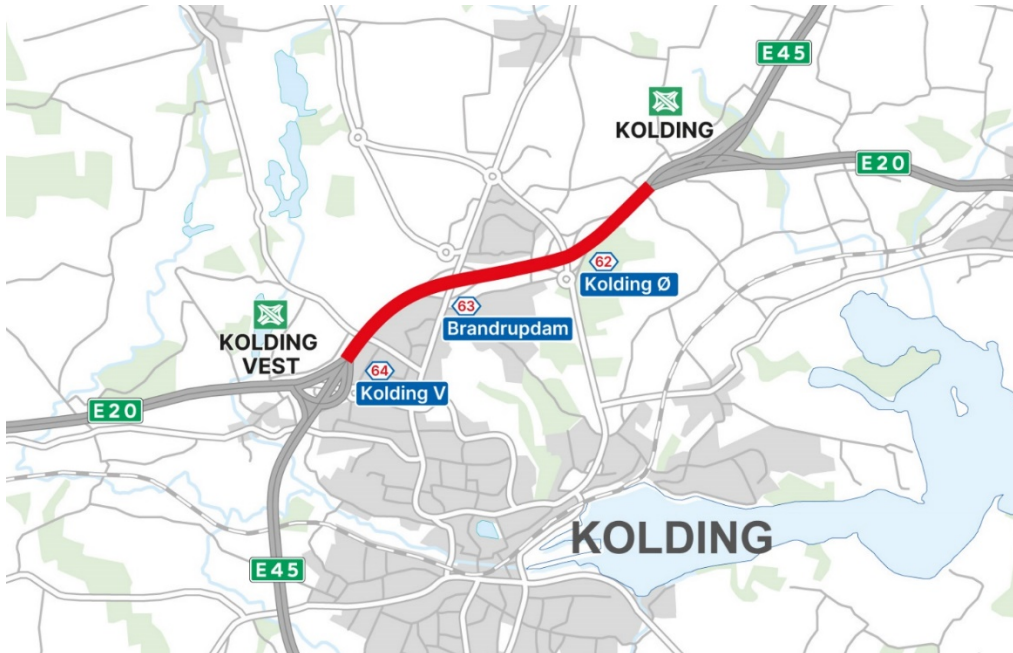 E45
KOLDING
E20
62
Kolding Ø
63
Brandrupdam
KOLDING
VEST
64
Kolding V
E20
KOLDING
E45